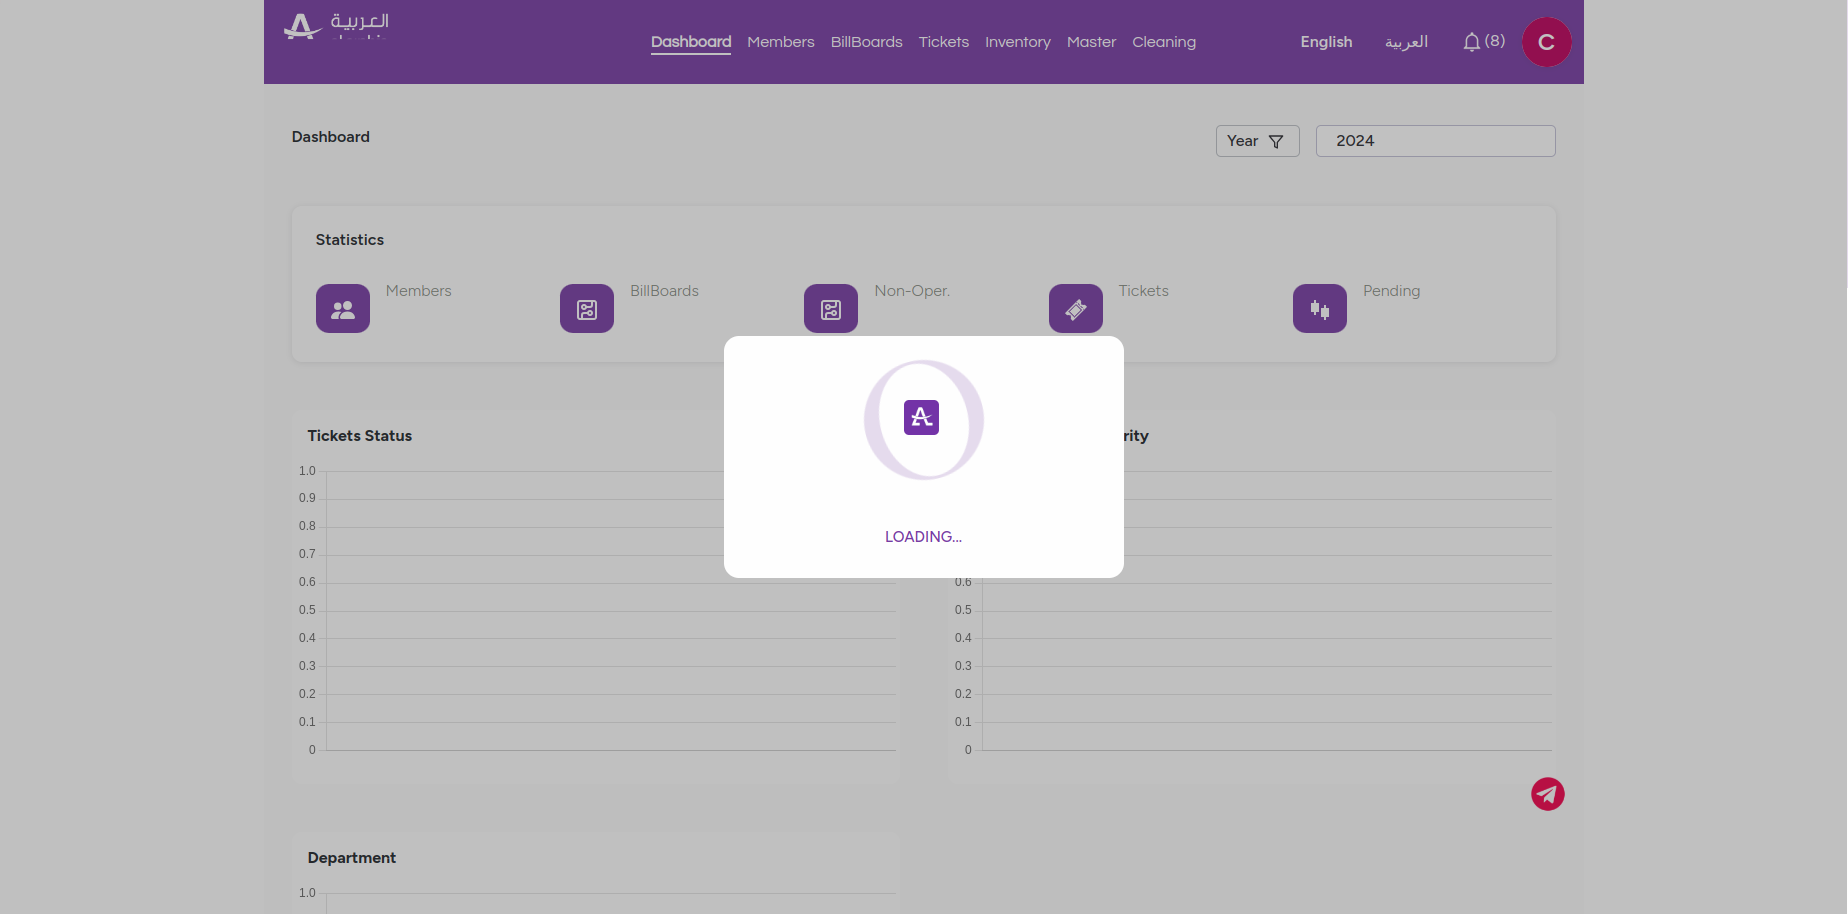 العربية
Dashboard Members BillBoards Tickets Inventory Master Cleaning English العربية (8) C
Dashboard
Year 2024
Statistics
Members BillBoards Non-Oper. Tickets Pending
Tickets Status
rity
1.0
0.9
0.8
0.7
0.6
0.5
0.4
0.3
0.2
0.1
0
0.6
0.5
0.4
0.3
0.2
0.1
0
LOADING...
Department
1.0